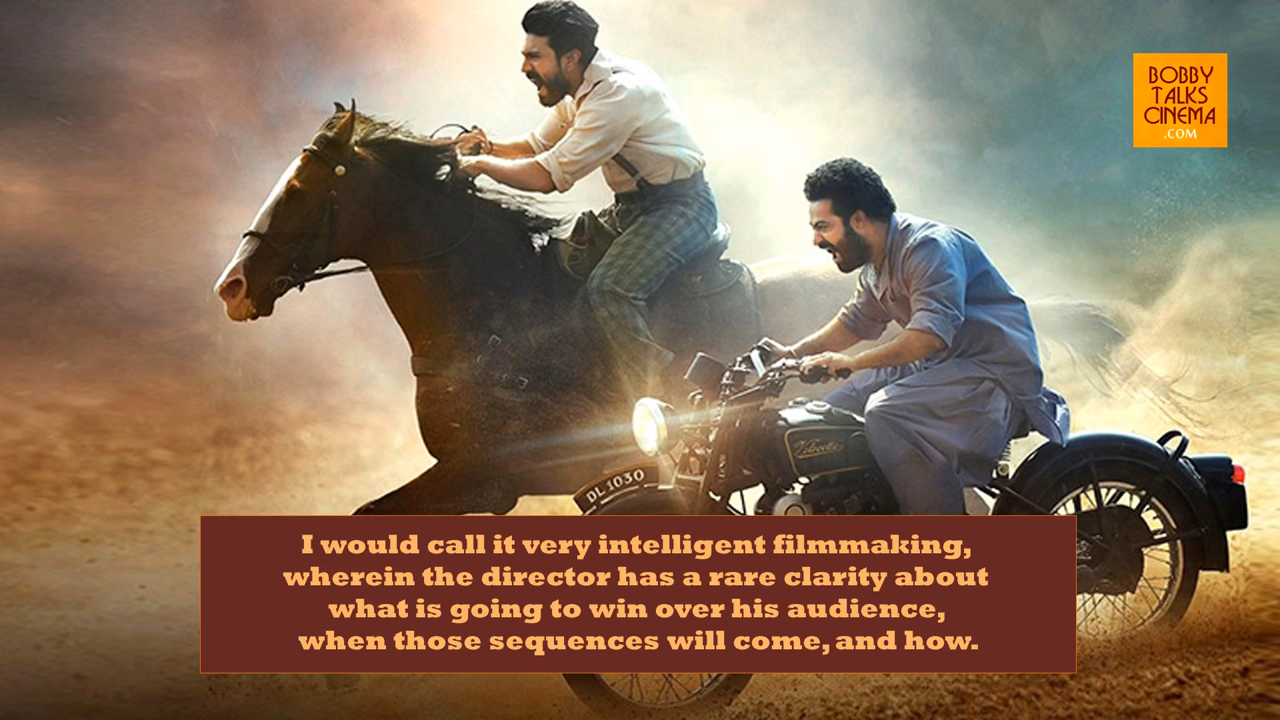 BOBBY
TALKS
CINEMA
.COM
Velocette
DL 1030
I would call it very intelligent filmmaking,
wherein the director has a rare clarity about
what is going to win over his audience,
when those sequences will come, and how.